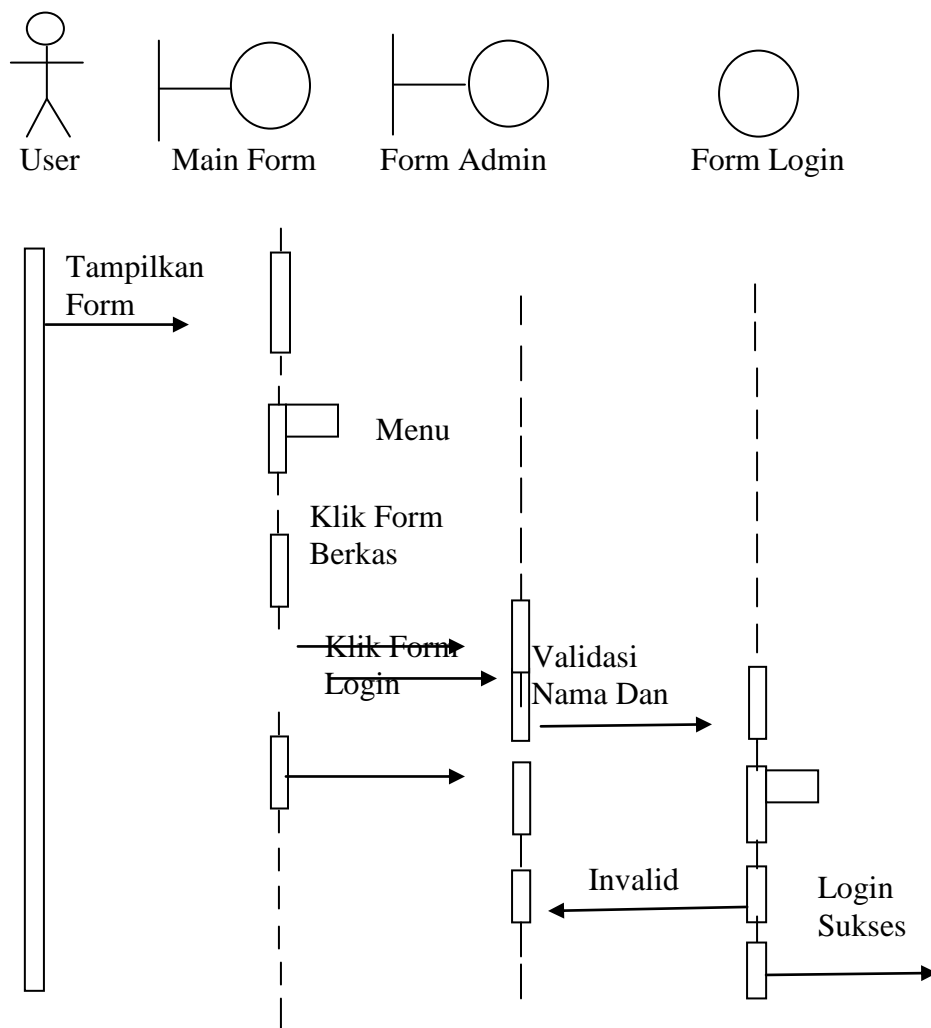 User
Main Form
Form Admin
Form Login
Tampilkan
Form
Menu
Klik Form
Berkas
Klik Form
Login
Validasi
Nama Dan
Invalid
Login
Sukses